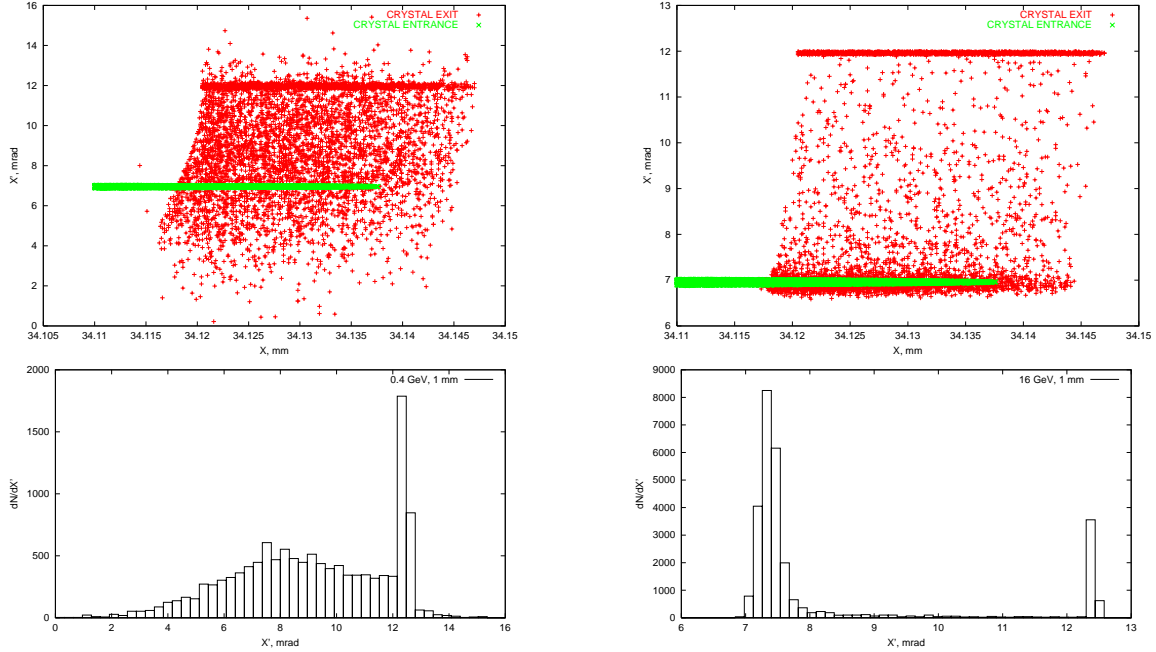 CRYSTAL EXIT
CRYSTAL ENTRANCE
16
14
12
10
8
6
4
2
0
X', mrad
34.105 34.11 34.115 34.12 34.125 34.13 34.135 34.14 34.145 34.15
X, mm
CRYSTAL EXIT
CRYSTAL ENTRANCE
13
12
11
10
9
8
7
6
X', mrad
34.11 34.115 34.12 34.125 34.13 34.135 34.14 34.145 34.15
X, mm
0.4 GeV, 1 mm
2000
1500
1000
500
0
dN/dX'
0 2 4 6 8 10 12 14 16
X', mrad
16 GeV, 1 mm
9000
8000
7000
6000
5000
4000
3000
2000
1000
0
dN/dX'
6 7 8 9 10 11 12 13
X', mrad